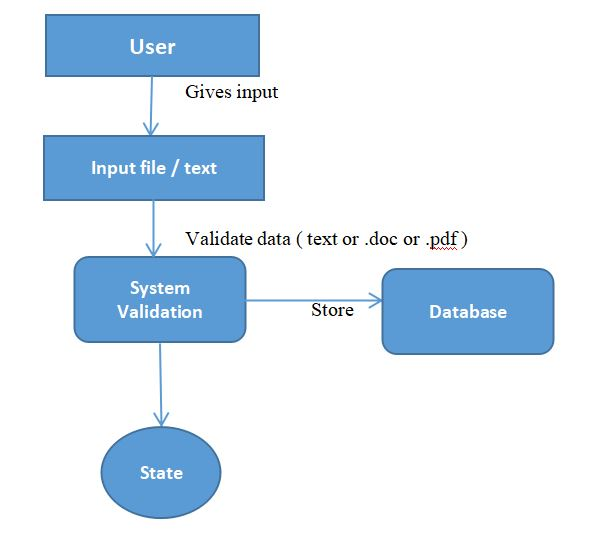 User
Gives input
Input file / text
Validate data ( text or .doc or .pdf )
System
Validation
Store
Database
State